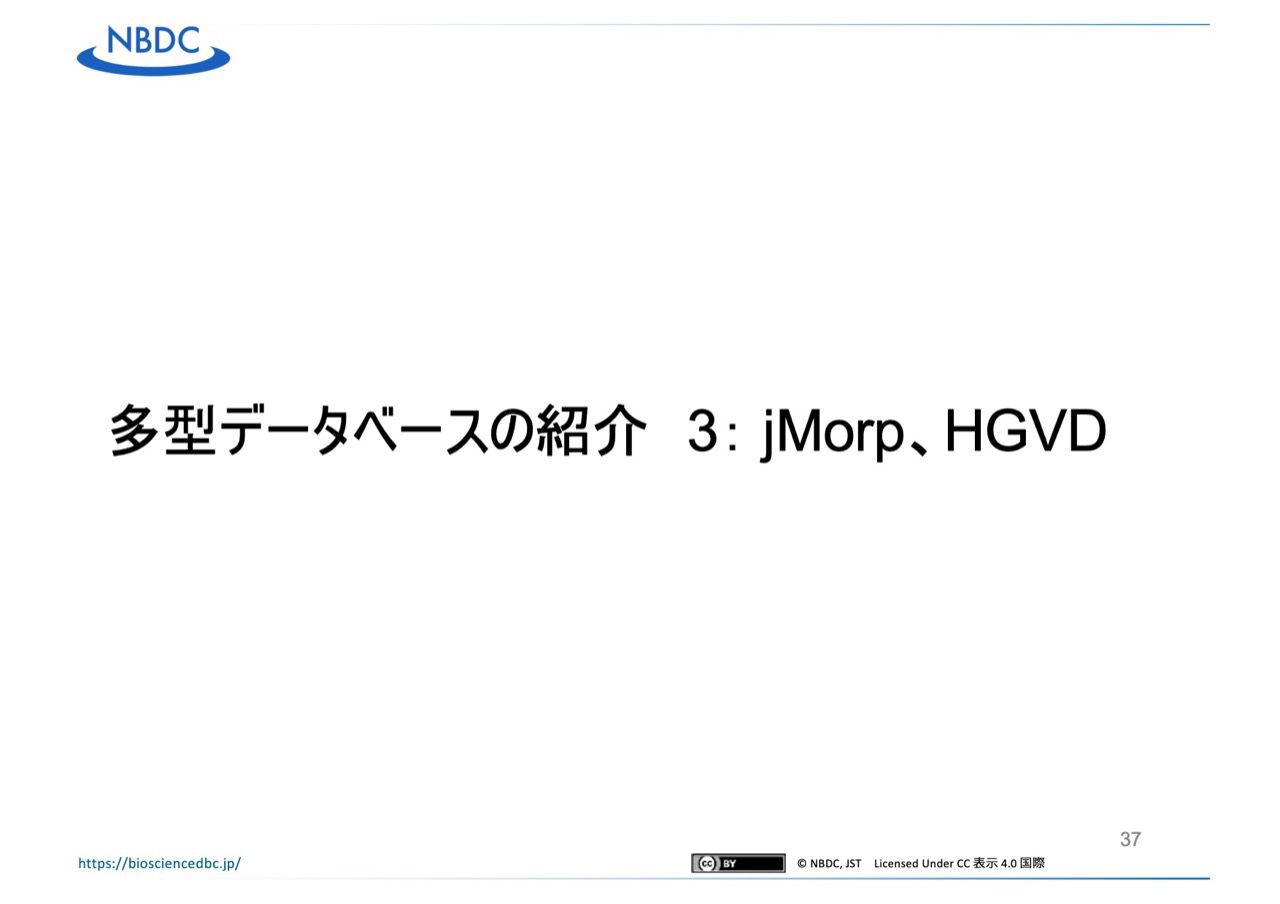 NBDC
多型データベースの紹介　3： jMorp、HGVD
37
https://biosciencedbc.jp/
cc BY © NBDC, JST　Licensed Under CC 表示 4.0 国際